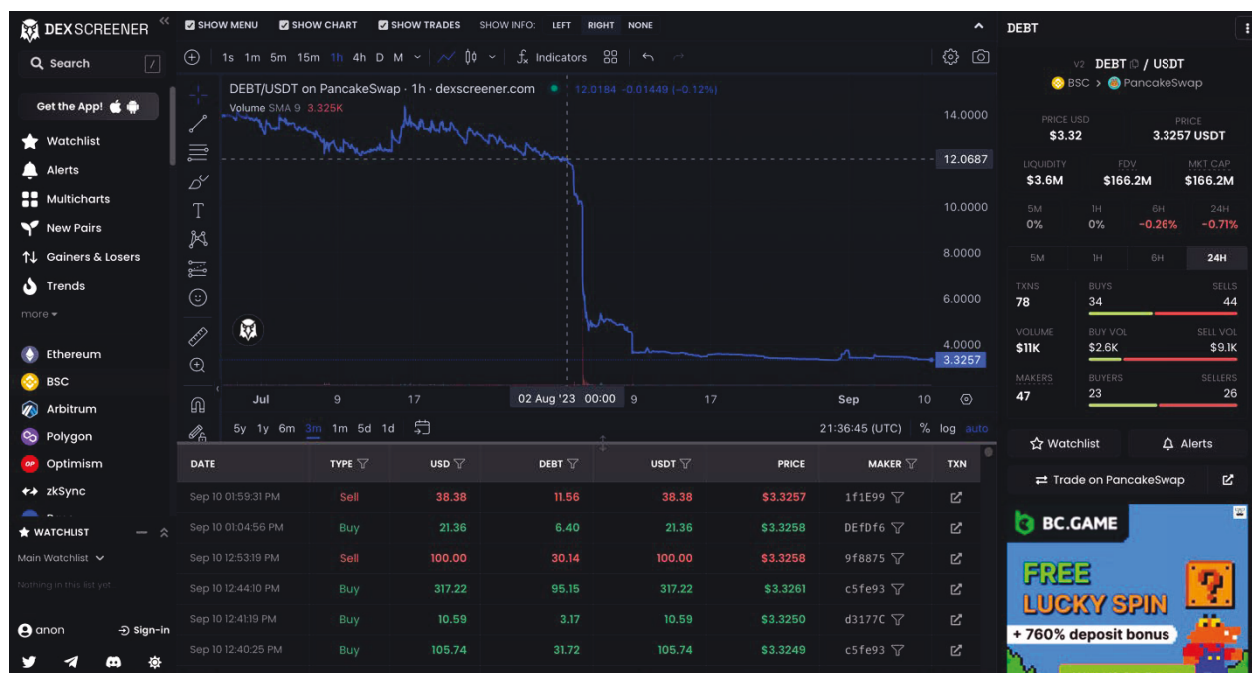 DEXSCREENER
Search /
Get the App!
Watchlist
Alerts
Multicharts
New Pairs
Gainers & Losers
Trends
more
Ethereum
BSC
Arbitrum
Polygon
Optimism
zkSync
WATCHLIST
Main Watchlist
Nothing in this list yet
anon Sign-in
SHOW MENU SHOW CHART SHOW TRADES SHOW INFO: LEFT RIGHT NONE
1s 1m 5m 15m 1h 4h D M Indicators
DEBT/USDT on PancakeSwap · 1h · dexscreener.com 12.0184 -0.01449 (-0.12%)
Volume SMA 9 3.325K
14.0000
12.0687
10.0000
8.0000
6.0000
4.0000
3.3257
Jul 9 17 02 Aug '23 00:00 9 17 Sep 10
5y 1y 6m 3m 1m 5d 1d 21:36:45 (UTC) % log auto
DATE TYPE USD DEBT USDT PRICE MAKER TXN
Sep 10 01:59:31 PM Sell 38.38 11.56 38.38 $3.3257 1f1E99
Sep 10 01:04:56 PM Buy 21.36 6.40 21.36 $3.3258 DEfDf6
Sep 10 12:53:19 PM Sell 100.00 30.14 100.00 $3.3258 9f8875
Sep 10 12:44:10 PM Buy 317.22 95.15 317.22 $3.3261 c5fe93
Sep 10 12:41:19 PM Buy 10.59 3.17 10.59 $3.3250 d3177C
Sep 10 12:40:25 PM Buy 105.74 31.72 105.74 $3.3249 c5fe93
DEBT
V2 DEBT / USDT
BSC > PancakeSwap
PRICE USD PRICE
$3.32 3.3257 USDT
LIQUIDITY FDV MKT CAP
$3.6M $166.2M $166.2M
5M 1H 6H 24H
0% 0% -0.26% -0.71%
5M 1H 6H 24H
TXNS BUYS SELLS
78 34 44
VOLUME BUY VOL SELL VOL
$11K $2.6K $9.1K
MAKERS BUYERS SELLERS
47 23 26
Watchlist Alerts
Trade on PancakeSwap
BC.GAME
FREE
LUCKY SPIN
+ 760% deposit bonus